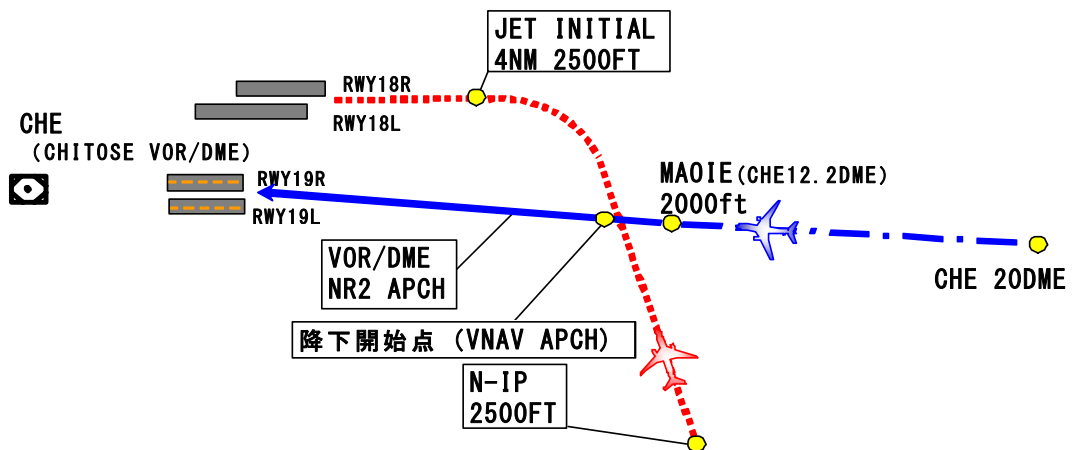 JET INITIAL
4NM 2500FT
RWY18R
RWY18L
CHE
(CHITOSE VOR/DME)
RWY19R
RWY19L
MAOIE(CHE12.2DME)
2000ft
VOR/DME
NR2 APCH
CHE 20DME
降下開始点 (VNAV APCH)
N-IP
2500FT